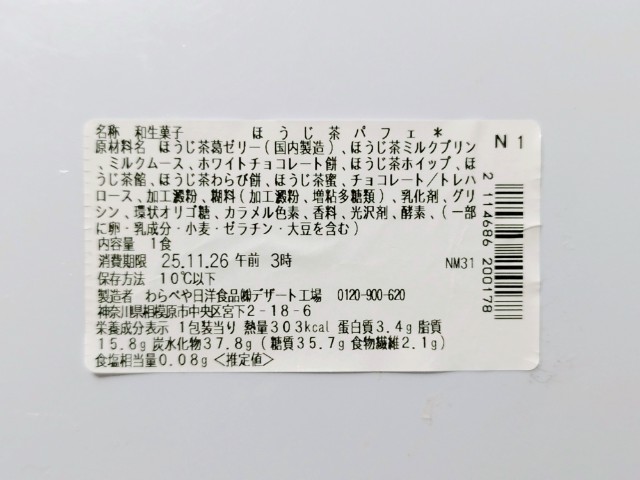 名称 和生菓子 ほうじ茶パフェ＊
N1
原材料名 ほうじ茶葛ゼリー（国内製造）、ほうじ茶ミルクプリン
、ミルクムース、ホワイトチョコレート餅、ほうじ茶ホイップ、ほ
うじ茶餡、ほうじ茶わらび餅、ほうじ茶蜜、チョコレート／トレハ
ロース、加工澱粉、糊料（加工澱粉、増粘多糖類）、乳化剤、グリ
シン、環状オリゴ糖、カラメル色素、香料、光沢剤、酵素、（一部
に卵・乳成分・小麦・ゼラチン・大豆を含む）
内容量 1食
消費期限 25.11.26 午前 3時
NM31
保存方法 10℃以下
製造者 わらべや日洋食品㈱デザート工場 0120-900-620
神奈川県相模原市中央区宮下2-18-6
栄養成分表示 1包装当り 熱量303kcal 蛋白質3.4g 脂質
15.8g 炭水化物37.8g（糖質35.7g 食物繊維2.1g）
食塩相当量0.08g＜推定値＞
2 114686 200178